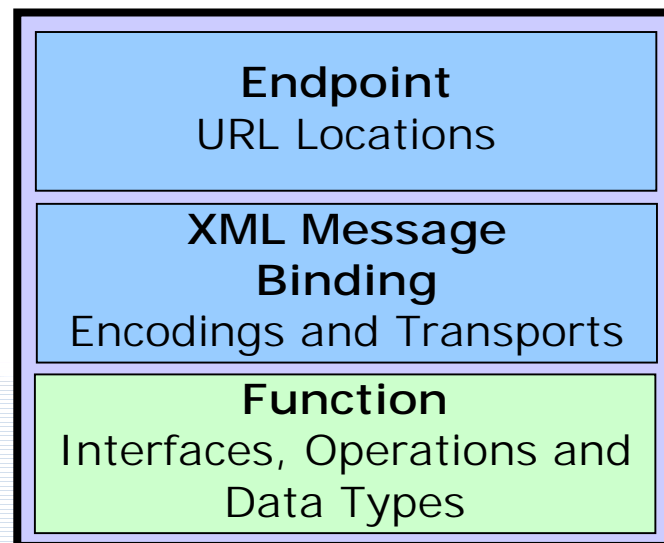 Endpoint
URL Locations
XML Message
Binding
Encodings and Transports
Function
Interfaces, Operations and
Data Types